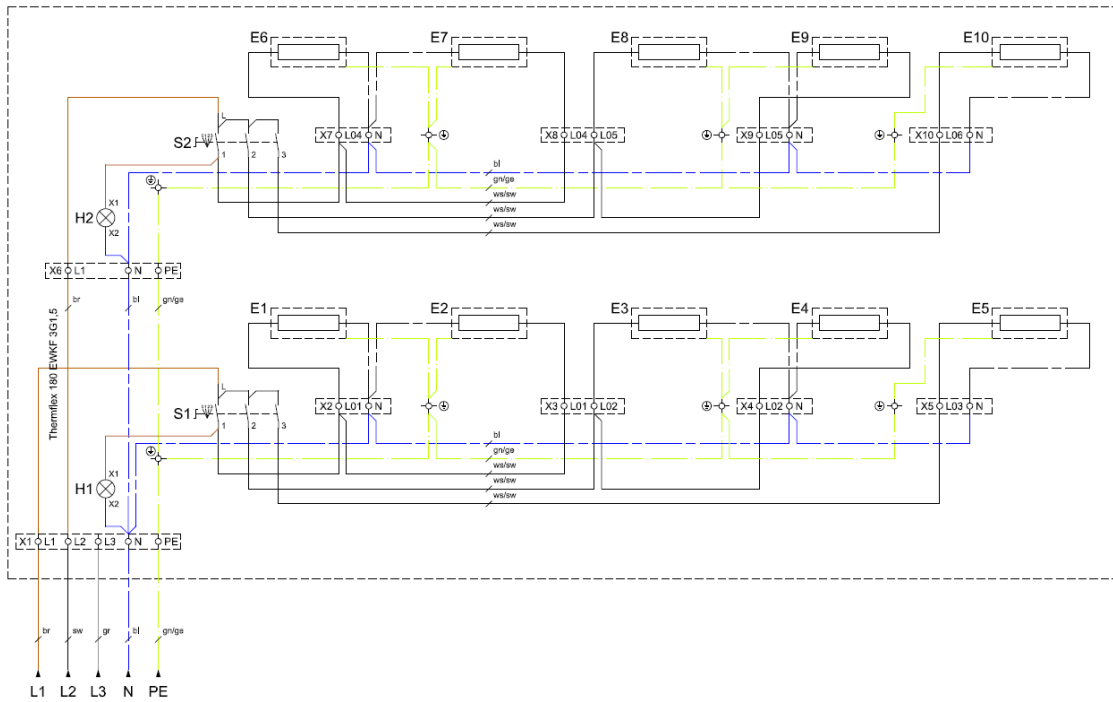 E6 E7 E8 E9 E10
L
S2 2123 X7 L04 N X8 L04 L05 X9 L05 N X10 L06 N
1 2 3
bl
gn/ge
X1 ws/sw
H2 ws/sw
X2 ws/sw
X6 L1 N PE
br bl gn/ge
E1 E2 E3 E4 E5
Thermflex 180 EWKF 3G1,5
L
S1 2123 X2 L01 N X3 L01 L02 X4 L02 N X5 L03 N
1 2 3
bl
gn/ge
X1 ws/sw
H1 ws/sw
X2 ws/sw
X1 L1 L2 L3 N PE
br sw gr bl gn/ge
L1 L2 L3 N PE